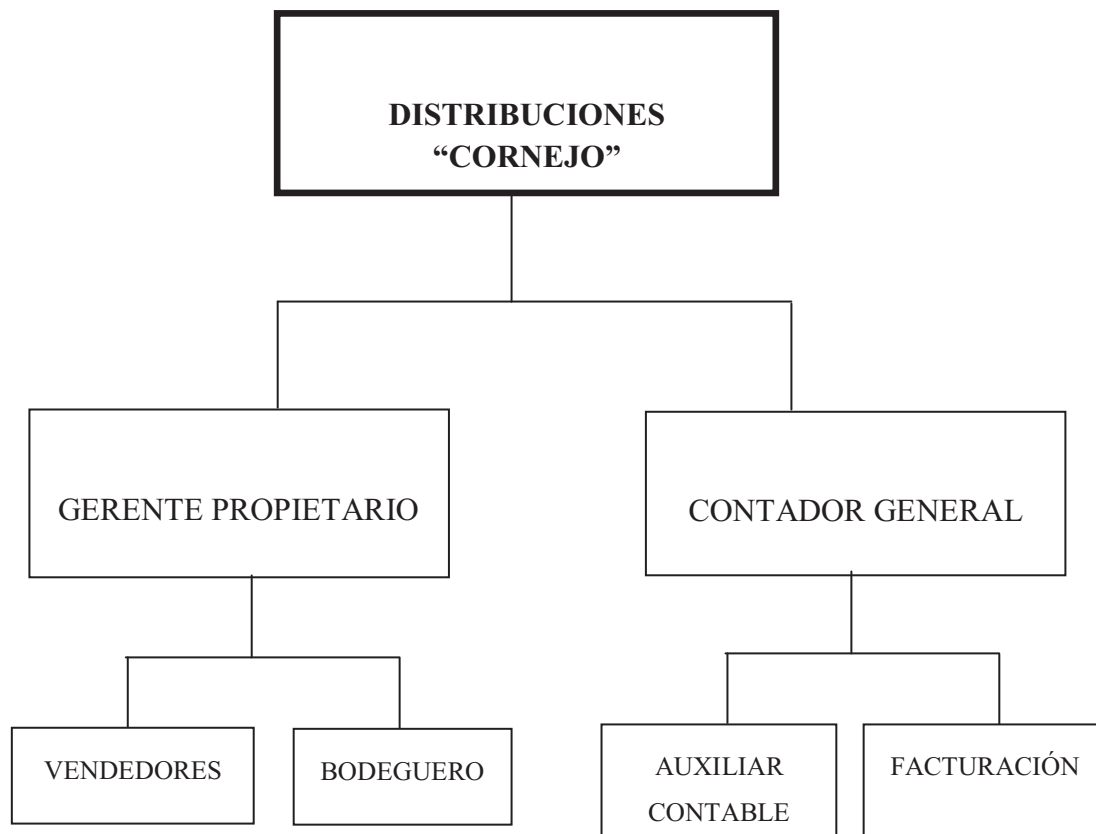 DISTRIBUCIONES
“CORNEJO”
GERENTE PROPIETARIO
CONTADOR GENERAL
VENDEDORES
BODEGUERO
AUXILIAR
CONTABLE
FACTURACIÓN